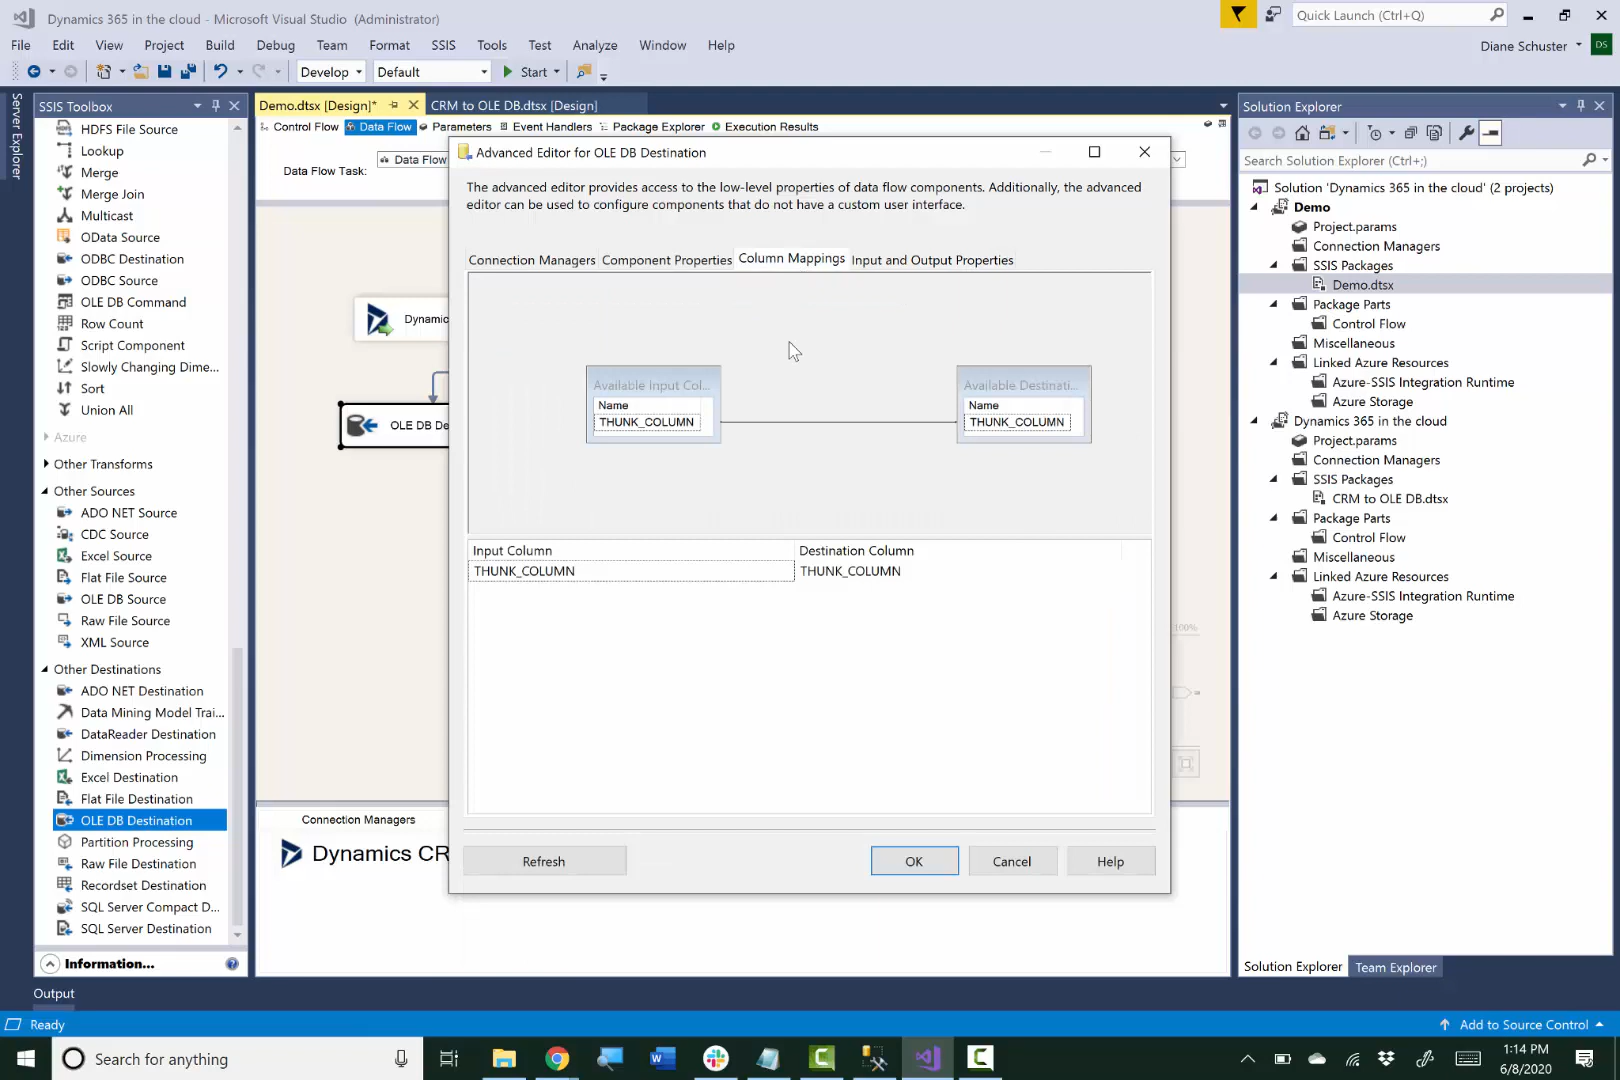 Dynamics 365 in the cloud - Microsoft Visual Studio (Administrator)
Quick Launch (Ctrl+Q)
File Edit View Project Build Debug Team Format SSIS Tools Test Analyze Window Help
Diane Schuster DS
Develop Default Start
Server Explorer
SSIS Toolbox
HDFS File Source
Lookup
Merge
Merge Join
Multicast
OData Source
ODBC Destination
ODBC Source
OLE DB Command
Row Count
Script Component
Slowly Changing Dime...
Sort
Union All
Azure
Other Transforms
Other Sources
ADO NET Source
CDC Source
Excel Source
Flat File Source
OLE DB Source
Raw File Source
XML Source
Other Destinations
ADO NET Destination
Data Mining Model Trai...
DataReader Destination
Dimension Processing
Excel Destination
Flat File Destination
OLE DB Destination
Partition Processing
Raw File Destination
Recordset Destination
SQL Server Compact D...
SQL Server Destination
Information...
Demo.dtsx [Design]* CRM to OLE DB.dtsx [Design]
Control Flow Data Flow Parameters Event Handlers Package Explorer Execution Results
Data Flow Task: Data Flow
Dynamic
OLE DB De
100%
Connection Managers
Dynamics CR
Advanced Editor for OLE DB Destination
The advanced editor provides access to the low-level properties of data flow components. Additionally, the advanced
editor can be used to configure components that do not have a custom user interface.
Connection Managers Component Properties Column Mappings Input and Output Properties
Available Input Col...
Name
THUNK_COLUMN
Available Destinati...
Name
THUNK_COLUMN
Input Column Destination Column
THUNK_COLUMN THUNK_COLUMN
Refresh OK Cancel Help
Solution Explorer
Search Solution Explorer (Ctrl+;)
Solution 'Dynamics 365 in the cloud' (2 projects)
Demo
Project.params
Connection Managers
SSIS Packages
Demo.dtsx
Package Parts
Control Flow
Miscellaneous
Linked Azure Resources
Azure-SSIS Integration Runtime
Azure Storage
Dynamics 365 in the cloud
Project.params
Connection Managers
SSIS Packages
CRM to OLE DB.dtsx
Package Parts
Control Flow
Miscellaneous
Linked Azure Resources
Azure-SSIS Integration Runtime
Azure Storage
Solution Explorer Team Explorer
Output
Ready
Add to Source Control
Search for anything
1:14 PM
6/8/2020